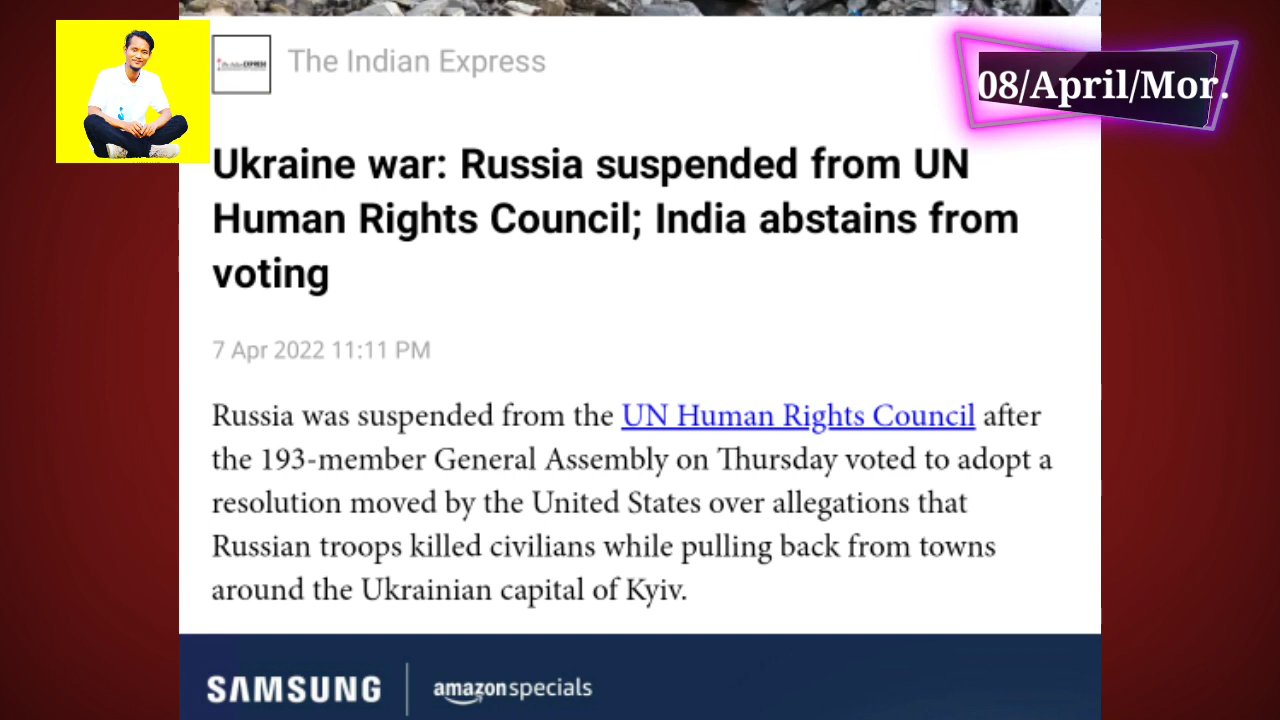 The Indian Express
08/April/Mor.
Ukraine war: Russia suspended from UN
Human Rights Council; India abstains from
voting
7 Apr 2022 11:11 PM
Russia was suspended from the UN Human Rights Council after
the 193-member General Assembly on Thursday voted to adopt a
resolution moved by the United States over allegations that
Russian troops killed civilians while pulling back from towns
around the Ukrainian capital of Kyiv.
SAMSUNG
amazonspecials